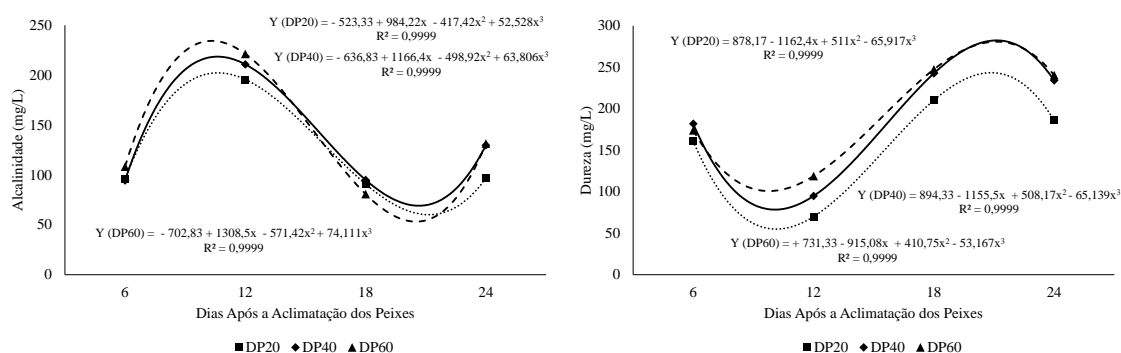 Y (DP20) = - 523,33 + 984,22x - 417,42x² + 52,528x³
R² = 0,9999
Y (DP40) = - 636,83 + 1166,4x - 498,92x² + 63,806x³
R² = 0,9999
Y (DP60) = - 702,83 + 1308,5x - 571,42x² + 74,111x³
R² = 0,9999
Alcalinidade (mg/L)
250
200
150
100
50
0
6 12 18 24
Dias Após a Aclimatação dos Peixes
DP20 DP40 DP60
Y (DP20) = 878,17 - 1162,4x + 511x² - 65,917x³
R² = 0,9999
Y (DP40) = 894,33 - 1155,5x + 508,17x² - 65,139x³
R² = 0,9999
Y (DP60) = + 731,33 - 915,08x + 410,75x² - 53,167x³
R² = 0,9999
Dureza (mg/L)
300
250
200
150
100
50
0
6 12 18 24
Dias Após a Aclimatação dos Peixes
DP20 DP40 DP60